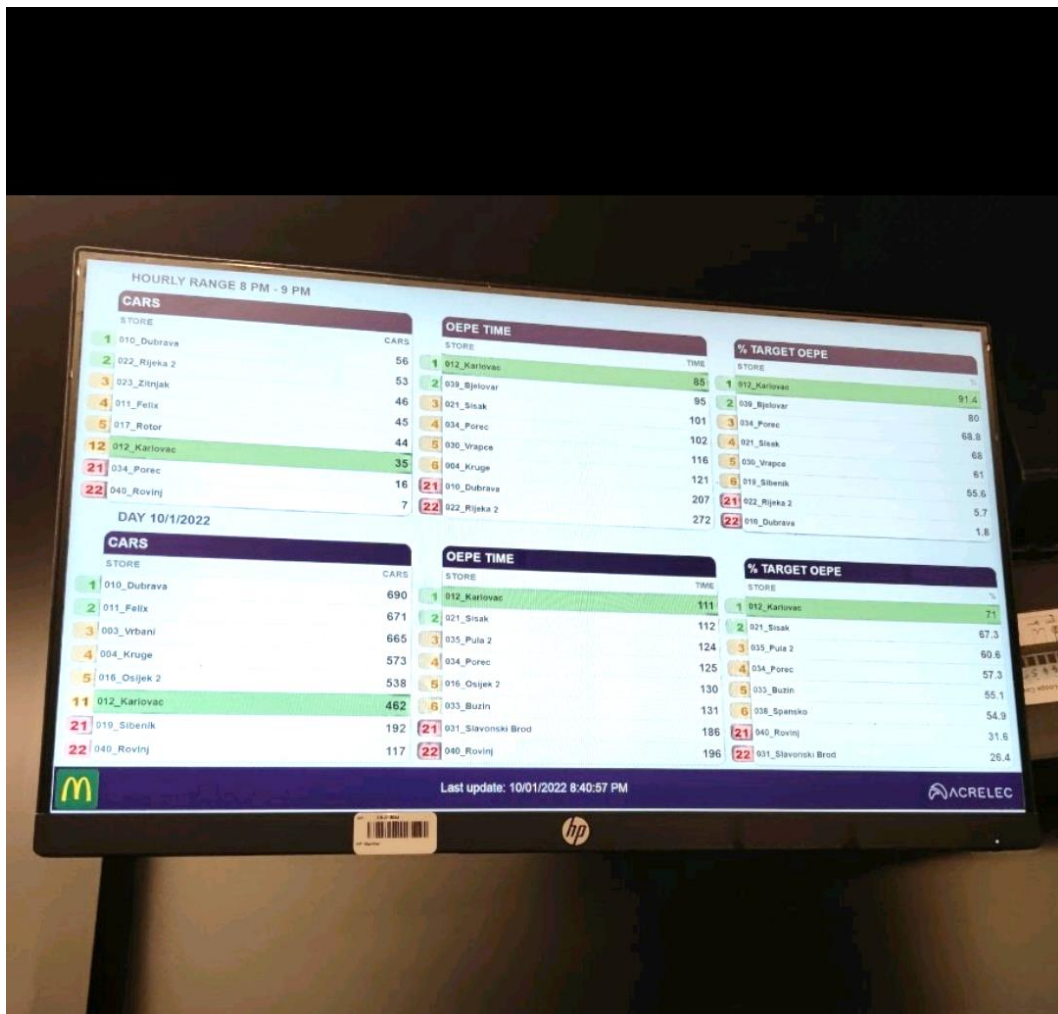 HOURLY RANGE 8 PM - 9 PM
CARS
STORE CARS
1 010_Dubrava 56
2 022_Rijeka 2 53
3 023_Zitnjak 46
4 011_Felix 45
5 017_Rotor 44
12 012_Karlovac 35
21 034_Porec 16
22 040_Rovinj 7
OEPE TIME
STORE TIME
1 012_Karlovac 85
2 039_Bjelovar 95
3 021_Sisak 101
4 034_Porec 102
5 030_Vrapce 116
6 004_Kruge 121
21 010_Dubrava 207
22 022_Rijeka 2 272
% TARGET OEPE
STORE %
1 012_Karlovac 91.4
2 039_Bjelovar 80
3 034_Porec 68.8
4 021_Sisak 68
5 030_Vrapce 61
6 019_Sibenik 55.6
21 022_Rijeka 2 5.7
22 010_Dubrava 1.8
DAY 10/1/2022
CARS
STORE CARS
1 010_Dubrava 690
2 011_Felix 671
3 003_Vrbani 665
4 004_Kruge 573
5 016_Osijek 2 538
11 012_Karlovac 462
21 019_Sibenik 192
22 040_Rovinj 117
OEPE TIME
STORE TIME
1 012_Karlovac 111
2 021_Sisak 112
3 035_Pula 2 124
4 034_Porec 125
5 016_Osijek 2 130
6 033_Buzin 131
21 031_Slavonski Brod 186
22 040_Rovinj 196
% TARGET OEPE
STORE %
1 012_Karlovac 71
2 021_Sisak 67.3
3 035_Pula 2 60.6
4 034_Porec 57.3
5 033_Buzin 55.1
6 038_Spansko 54.9
21 040_Rovinj 31.6
22 031_Slavonski Brod 26.4
Last update: 10/01/2022 8:40:57 PM
ACRELEC
hp